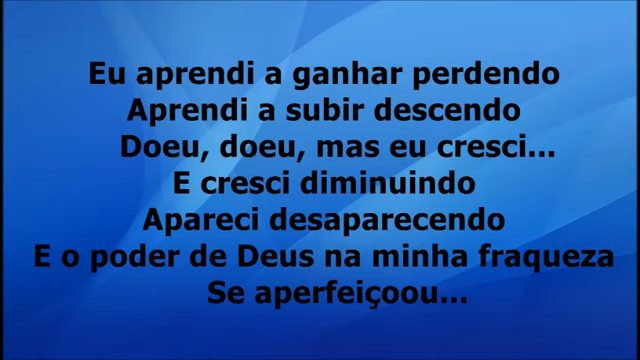 Eu aprendi a ganhar perdendo
Aprendi a subir descendo
Doeu, doeu, mas eu cresci...
E cresci diminuindo
Apareci desaparecendo
E o poder de Deus na minha fraqueza
Se aperfeiçoou...